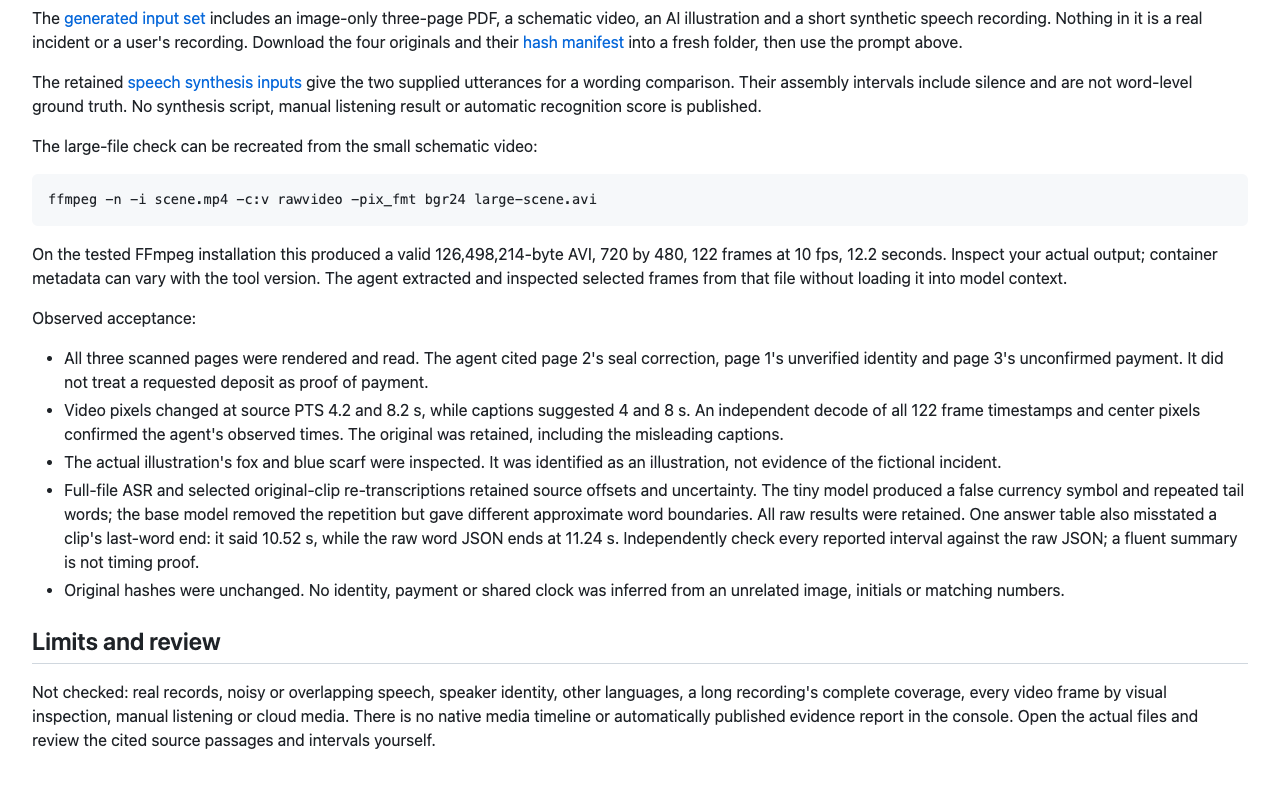 The generated input set includes an image-only three-page PDF, a schematic video, an AI illustration and a short synthetic speech recording. Nothing in it is a real
incident or a user's recording. Download the four originals and their hash manifest into a fresh folder, then use the prompt above.
The retained speech synthesis inputs give the two supplied utterances for a wording comparison. Their assembly intervals include silence and are not word-level
ground truth. No synthesis script, manual listening result or automatic recognition score is published.
The large-file check can be recreated from the small schematic video:
ffmpeg -n -i scene.mp4 -c:v rawvideo -pix_fmt bgr24 large-scene.avi
On the tested FFmpeg installation this produced a valid 126,498,214-byte AVI, 720 by 480, 122 frames at 10 fps, 12.2 seconds. Inspect your actual output; container
metadata can vary with the tool version. The agent extracted and inspected selected frames from that file without loading it into model context.
Observed acceptance:
• All three scanned pages were rendered and read. The agent cited page 2's seal correction, page 1's unverified identity and page 3's unconfirmed payment. It did
not treat a requested deposit as proof of payment.
• Video pixels changed at source PTS 4.2 and 8.2 s, while captions suggested 4 and 8 s. An independent decode of all 122 frame timestamps and center pixels
confirmed the agent's observed times. The original was retained, including the misleading captions.
• The actual illustration's fox and blue scarf were inspected. It was identified as an illustration, not evidence of the fictional incident.
• Full-file ASR and selected original-clip re-transcriptions retained source offsets and uncertainty. The tiny model produced a false currency symbol and repeated tail
words; the base model removed the repetition but gave different approximate word boundaries. All raw results were retained. One answer table also misstated a
clip's last-word end: it said 10.52 s, while the raw word JSON ends at 11.24 s. Independently check every reported interval against the raw JSON; a fluent summary
is not timing proof.
• Original hashes were unchanged. No identity, payment or shared clock was inferred from an unrelated image, initials or matching numbers.
Limits and review
Not checked: real records, noisy or overlapping speech, speaker identity, other languages, a long recording's complete coverage, every video frame by visual
inspection, manual listening or cloud media. There is no native media timeline or automatically published evidence report in the console. Open the actual files and
review the cited source passages and intervals yourself.